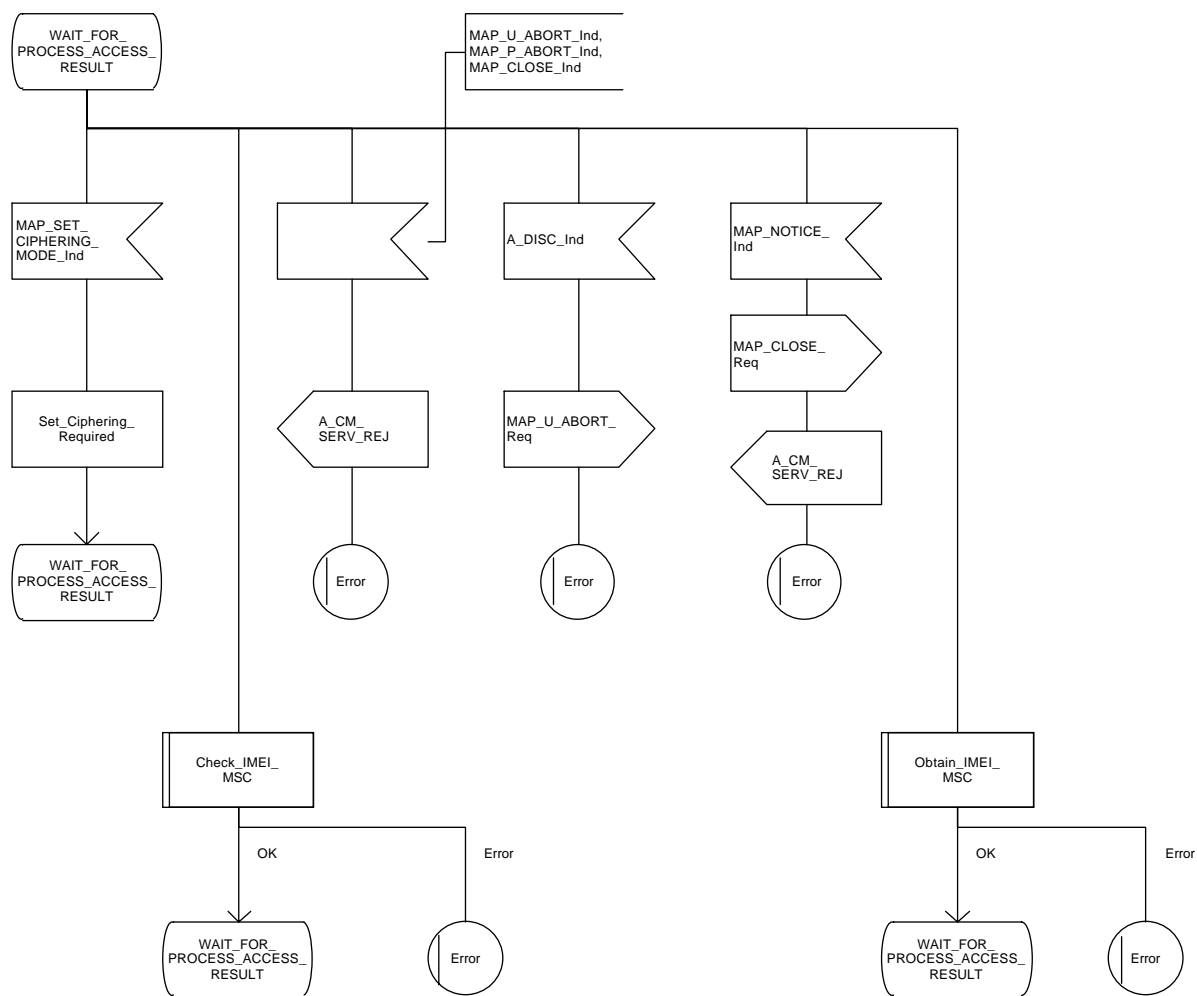 WAIT_FOR_
PROCESS_ACCESS_
RESULT
MAP_U_ABORT_Ind,
MAP_P_ABORT_Ind,
MAP_CLOSE_Ind
MAP_SET_
CIPHERING_
MODE_Ind
A_DISC_Ind
MAP_NOTICE_
Ind
MAP_CLOSE_
Req
Set_Ciphering_
Required
A_CM_
SERV_REJ
MAP_U_ABORT_
Req
A_CM_
SERV_REJ
WAIT_FOR_
PROCESS_ACCESS_
RESULT
Error
Error
Error
Check_IMEI_
MSC
Obtain_IMEI_
MSC
OK
Error
OK
Error
WAIT_FOR_
PROCESS_ACCESS_
RESULT
Error
WAIT_FOR_
PROCESS_ACCESS_
RESULT
Error